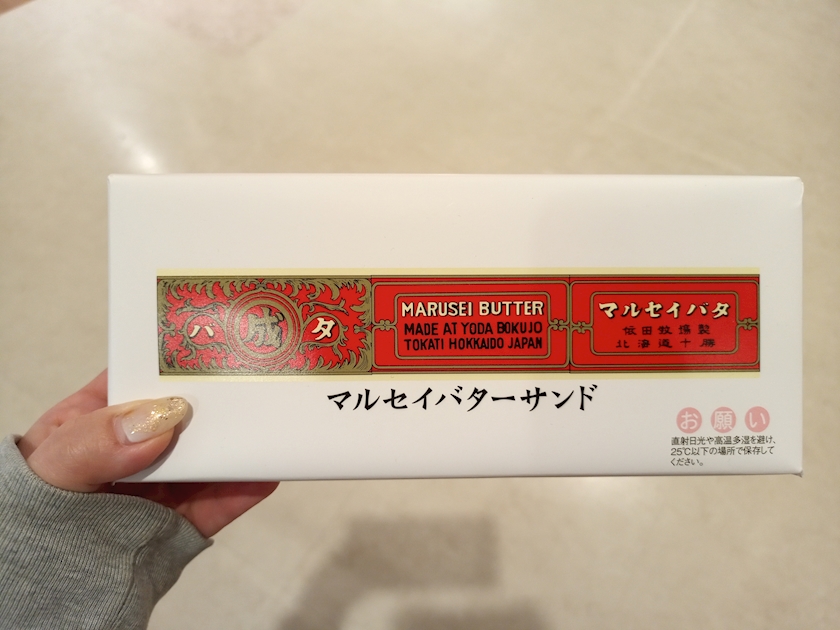 バ 成 タ
MARUSEI BUTTER
MADE AT YODA BOKUJO
TOKATI HOKKAIDO JAPAN
マルセイバタ
依田牧場製
北海道十勝
マルセイバターサンド
お願い
直射日光や高温多湿を避け、
25℃以下の場所で保存して
ください。